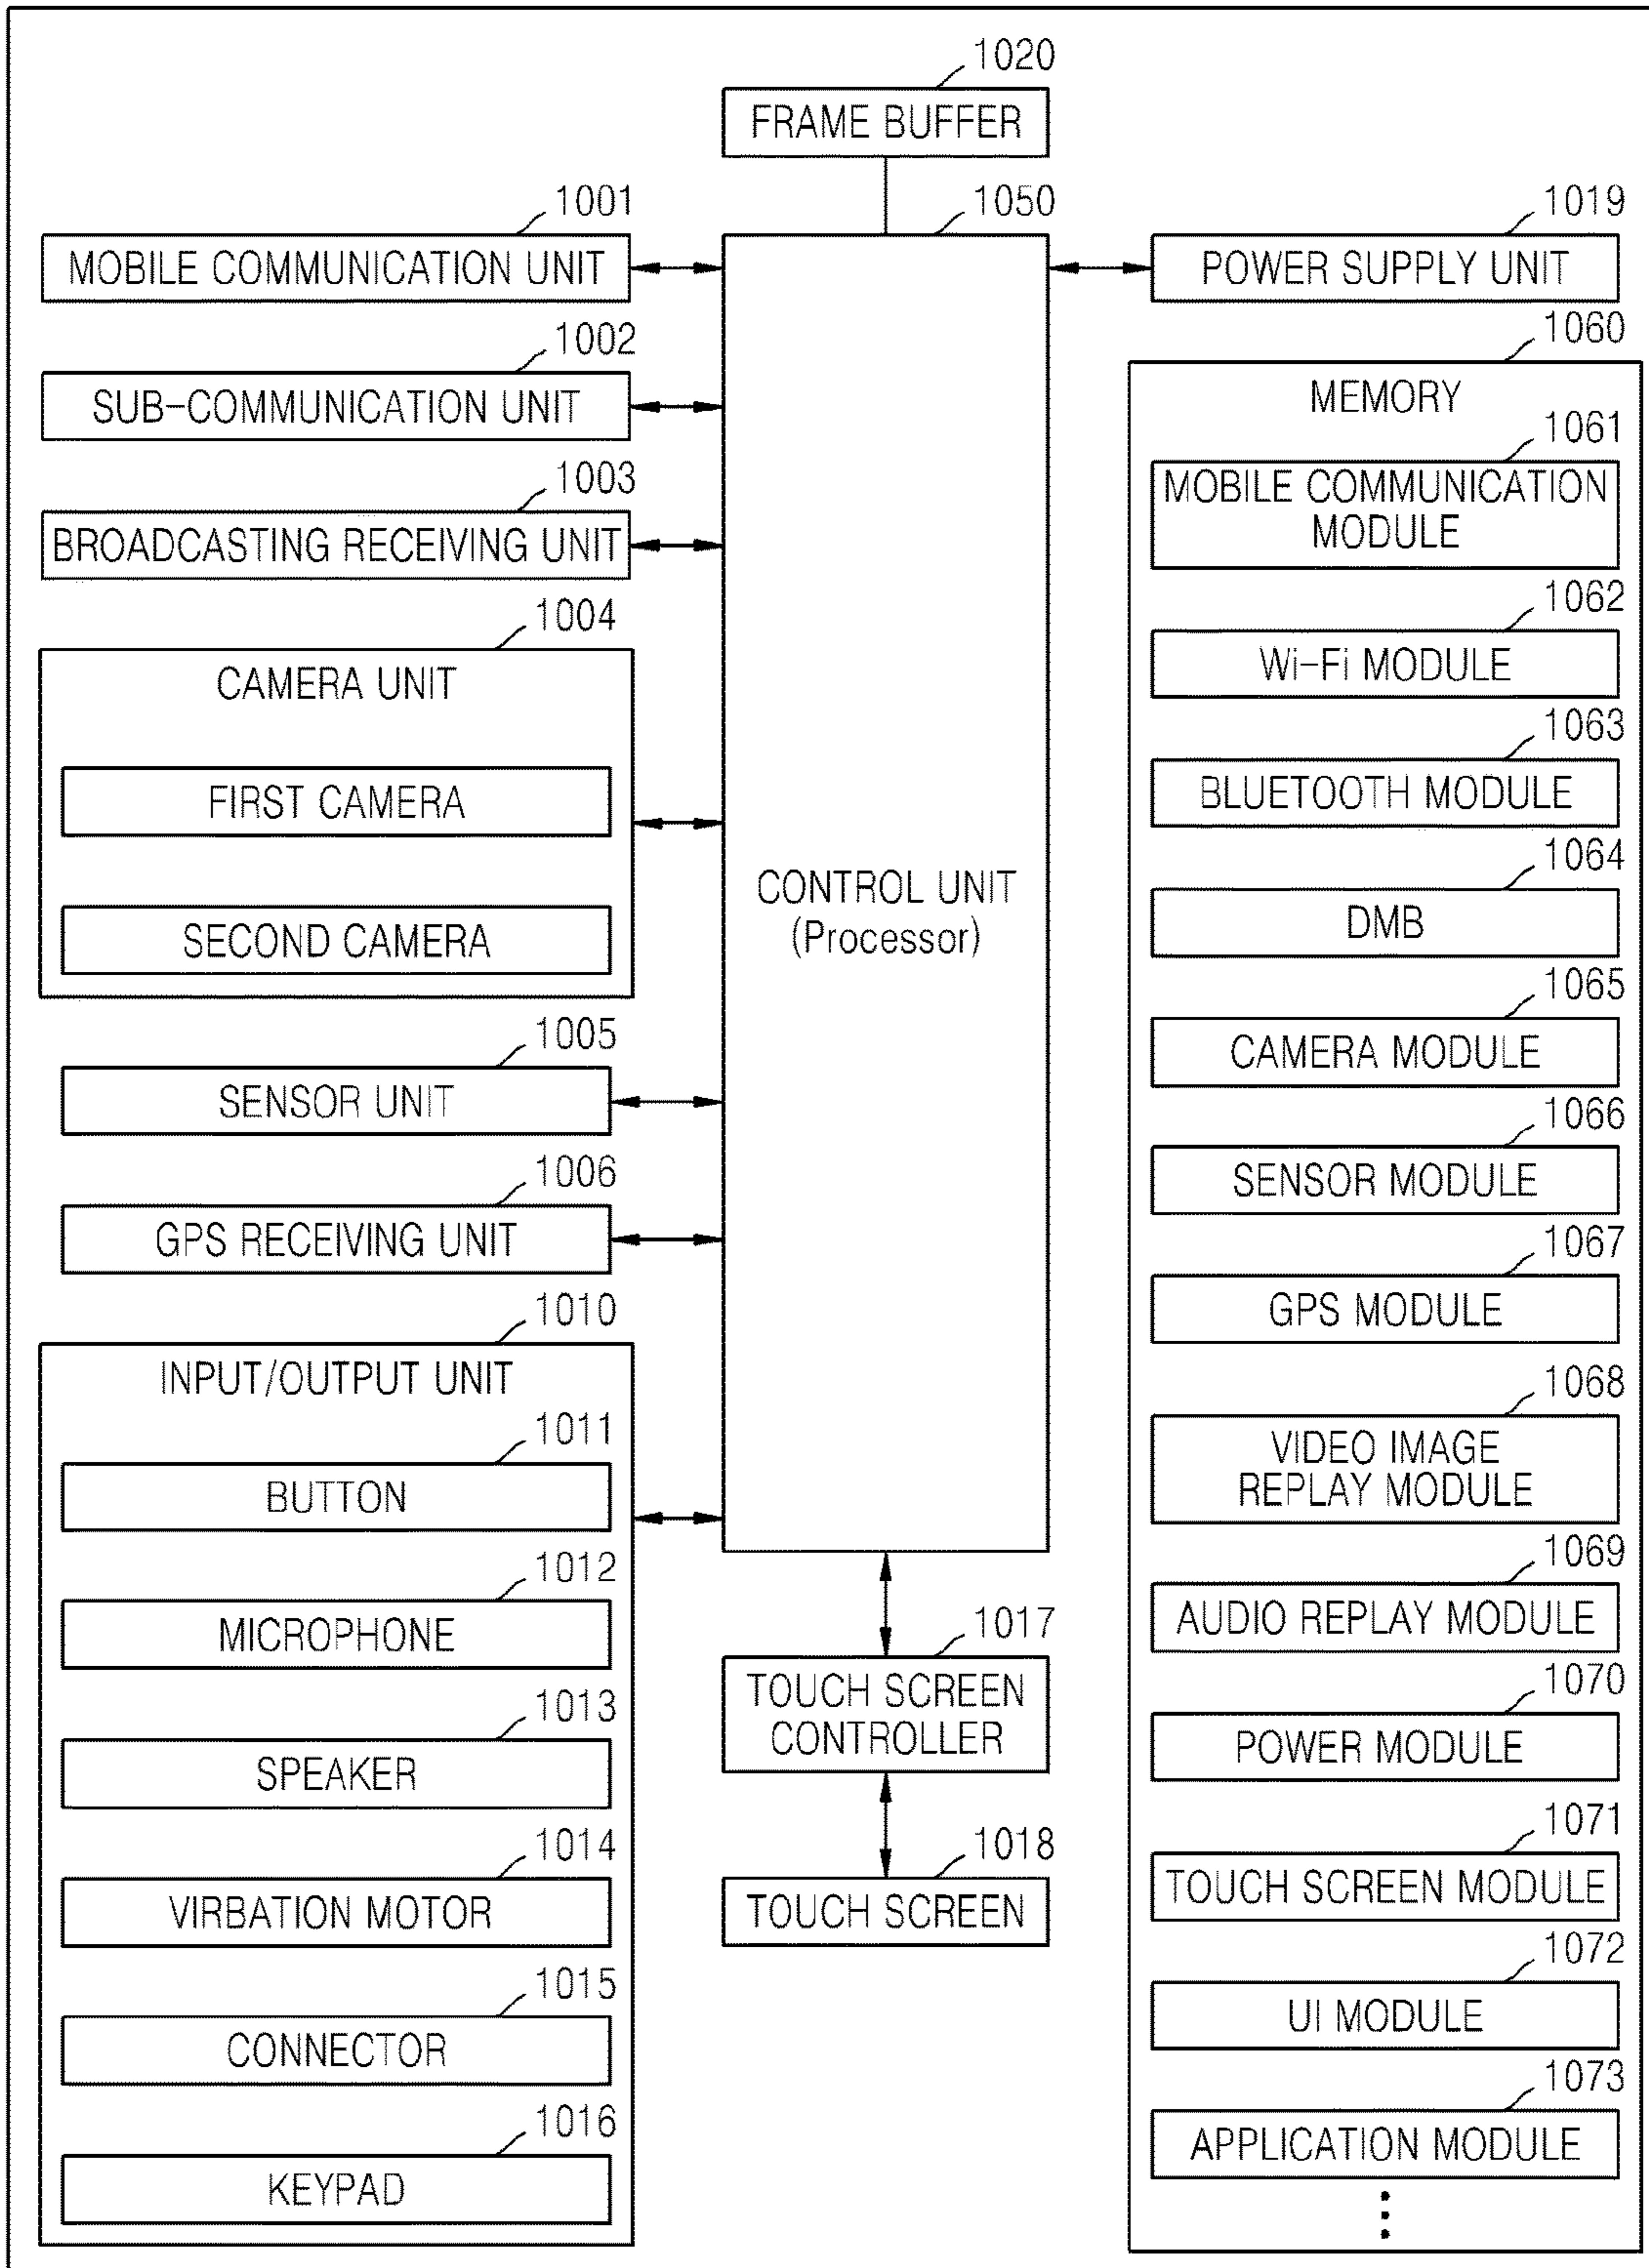 1020
FRAME BUFFER
1001
MOBILE COMMUNICATION UNIT
1002
SUB-COMMUNICATION UNIT
1003
BROADCASTING RECEIVING UNIT
1004
CAMERA UNIT
FIRST CAMERA
SECOND CAMERA
1005
SENSOR UNIT
1006
GPS RECEIVING UNIT
1010
INPUT/OUTPUT UNIT
1011
BUTTON
1012
MICROPHONE
1013
SPEAKER
1014
VIRBATION MOTOR
1015
CONNECTOR
1016
KEYPAD
1050
CONTROL UNIT
(Processor)
1017
TOUCH SCREEN
CONTROLLER
1018
TOUCH SCREEN
1019
POWER SUPPLY UNIT
1060
MEMORY
1061
MOBILE COMMUNICATION
MODULE
1062
Wi-Fi MODULE
1063
BLUETOOTH MODULE
1064
DMB
1065
CAMERA MODULE
1066
SENSOR MODULE
1067
GPS MODULE
1068
VIDEO IMAGE
REPLAY MODULE
1069
AUDIO REPLAY MODULE
1070
POWER MODULE
1071
TOUCH SCREEN MODULE
1072
UI MODULE
1073
APPLICATION MODULE